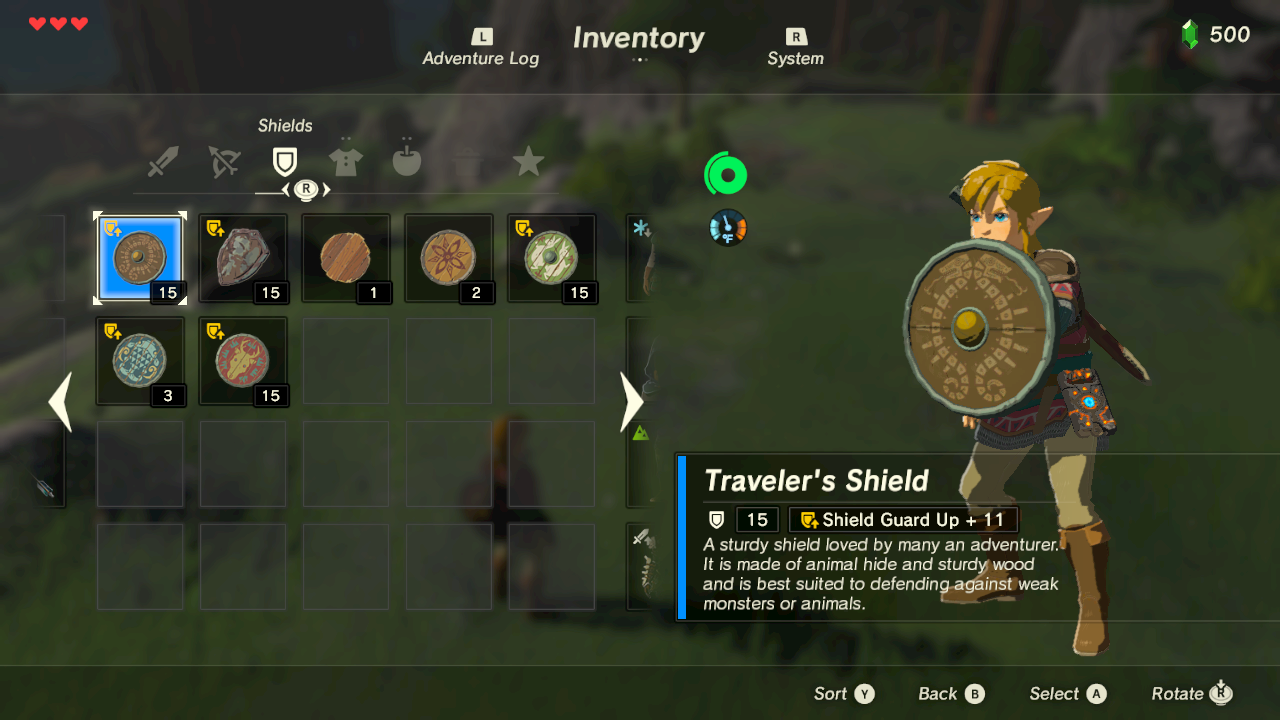 L
Inventory
R
500
Adventure Log
System
Shields
R
°F
15
15
1
2
15
3
15
Traveler's Shield
15
Shield Guard Up + 11
A sturdy shield loved by many an adventurer.
It is made of animal hide and sturdy wood
and is best suited to defending against weak
monsters or animals.
Sort Y
Back B
Select A
Rotate R